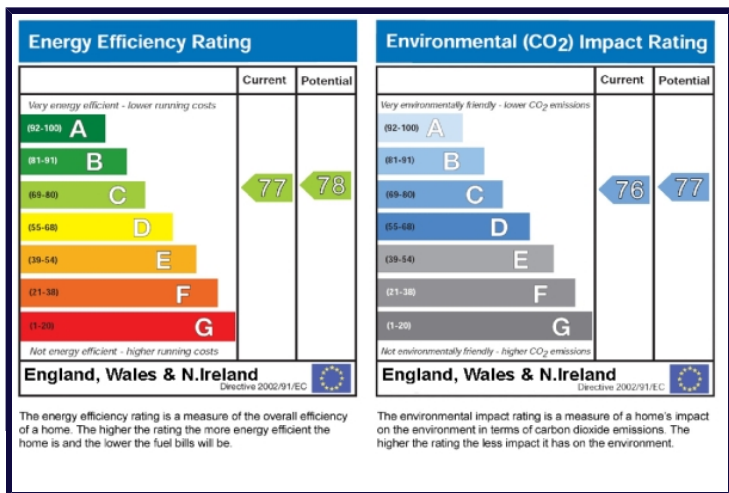 Energy Efficiency Rating
Current Potential
Very energy efficient - lower running costs
(92-100) A
(81-91) B
(69-80) C
77 78
(55-68) D
(39-54) E
(21-38) F
(1-20) G
Not energy efficient - higher running costs
England, Wales & N.Ireland
Directive 2002/91/EC
The energy efficiency rating is a measure of the overall efficiency
of a home. The higher the rating the more energy efficient the
home is and the lower the fuel bills will be.
Environmental (CO2) Impact Rating
Current Potential
Very environmentally friendly - lower CO2 emissions
(92-100) A
(81-91) B
(69-80) C
76 77
(55-68) D
(39-54) E
(21-38) F
(1-20) G
Not environmentally friendly - higher CO2 emissions
England, Wales & N.Ireland
Directive 2002/91/EC
The environmental impact rating is a measure of a home's impact
on the environment in terms of carbon dioxide emissions. The
higher the rating the less impact it has on the environment.